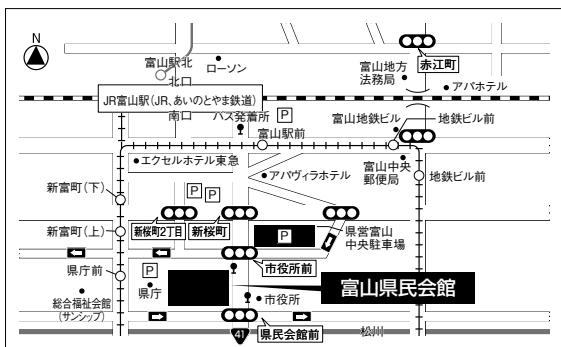 N
赤江町
富山駅北
北口
ローソン
富山地方
法務局
アパホテル
JR富山駅(JR、あいのとやま鉄道)
南口
バス発着所
P
富山地鉄ビル
地鉄ビル前
富山駅前
エクセルホテル東急
アパヴィラホテル
富山中央
郵便局
地鉄ビル前
新富町(下)
P
P
新富町(上)
新桜町2丁目
新桜町
P
県営富山
中央駐車場
県庁前
P
市役所前
県庁
富山県民会館
総合福祉会館
(サンシップ)
市役所
41
県民会館前
松川